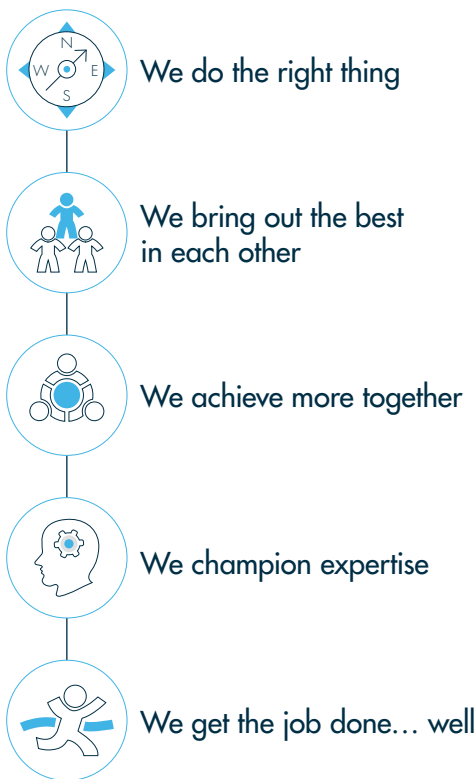 N
W E
S
We do the right thing
We bring out the best
in each other
We achieve more together
We champion expertise
We get the job done… well